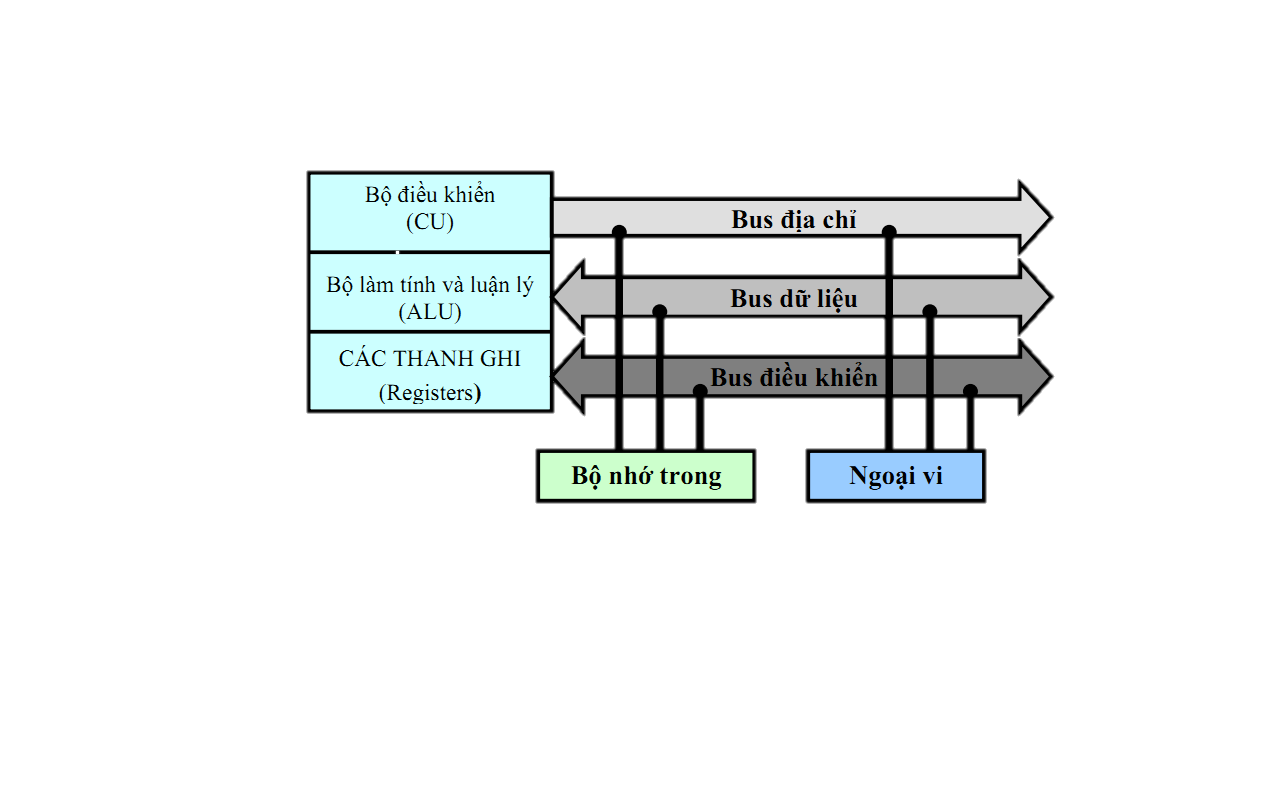 Bộ điều khiển
(CU)
Bus địa chỉ
Bộ làm tính và luận lý
(ALU)
Bus dữ liệu
CÁC THANH GHI
(Registers)
Bus điều khiển
Bộ nhớ trong
Ngoại vi